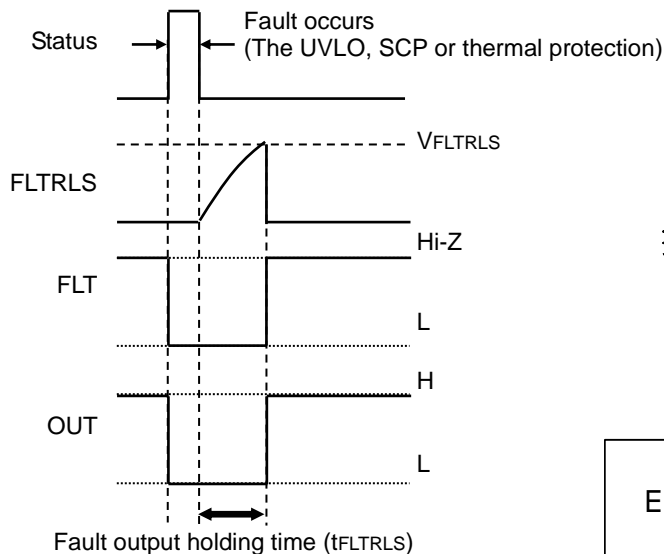 Status
Fault occurs
(The UVLO, SCP or thermal protection)
VFLTRLS
FLTRLS
Hi-Z
FLT
L
H
OUT
L
E
Fault output holding time (tFLTRLS)